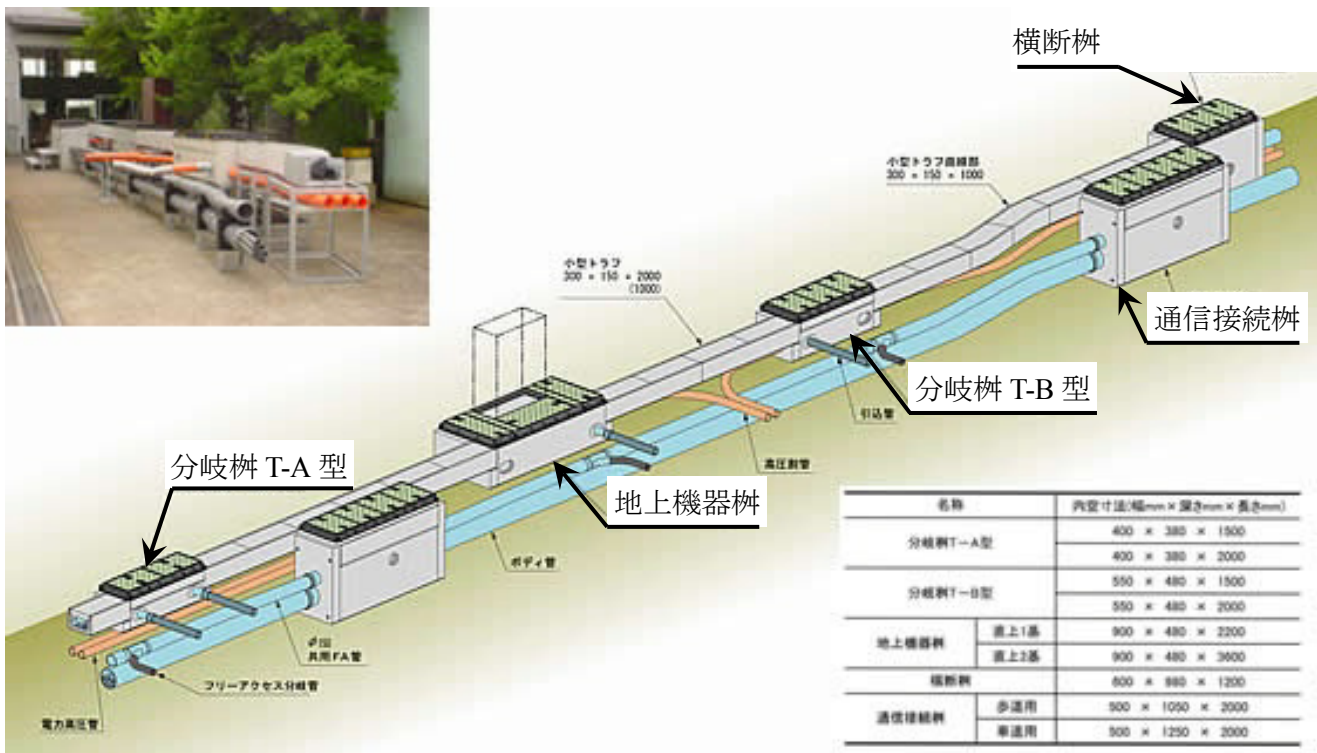 横断桝
小型トラフ曲線部
300 × 150 × 1000
小型トラフ
300 × 150 × 2000
(1000)
通信接続桝
分岐桝 T-B 型
引込管
高圧割管
分岐桝 T-A 型
地上機器桝
ボディ管
共用FA管
フリーアクセス分岐管
電力高圧管
名称 内空寸法(幅mm×深さmm×長さmm)
分岐桝T-A型 400 × 380 × 1500
400 × 380 × 2000
分岐桝T-B型 550 × 480 × 1500
550 × 480 × 2000
地上機器桝 直上1基 900 × 480 × 2200
直上2基 900 × 480 × 3600
横断桝 600 × 980 × 1200
通信接続桝 歩道用 500 × 1050 × 2000
車道用 500 × 1250 × 2000